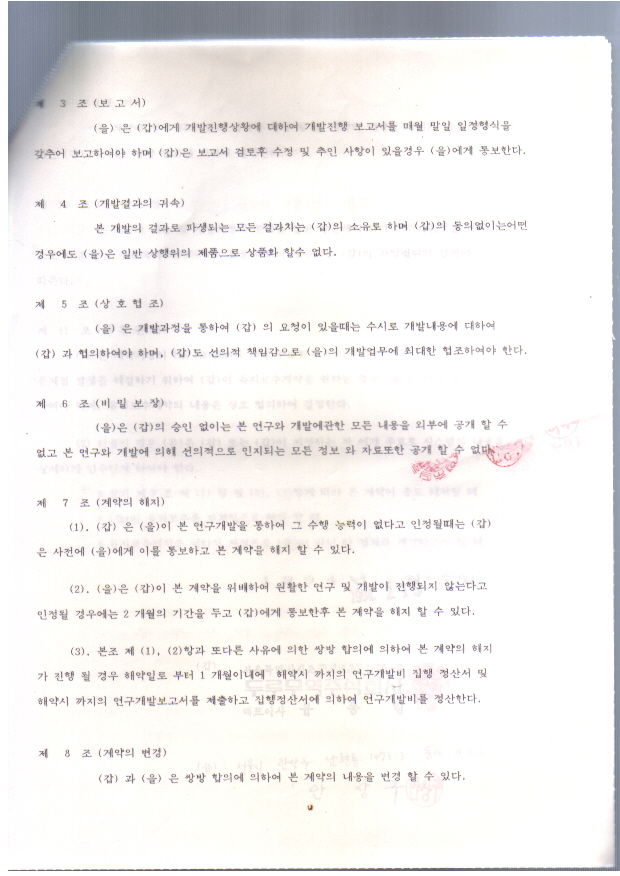 제 3 조 (보 고 서)
(을) 은 (갑)에게 개발진행상황에 대하여 개발진행 보고서를 매월 말일 일정형식을
갖추어 보고하여야 하며 (갑)은 보고서 검토후 수정 및 추인 사항이 있을경우 (을)에게 통보한다.
제 4 조 (개발결과의 귀속)
본 개발의 결과로 파생되는 모든 결과치는 (갑)의 소유로 하며 (갑)의 동의없이는어떤
경우에도 (을)은 일반 상행위의 제품으로 상품화 할수 없다.
제 5 조 (상 호 협 조)
(을) 은 개발과정을 통하여 (갑) 의 요청이 있을때는 수시로 개발내용에 대하여
(갑) 과 협의하여야 하며, (갑)도 선의적 책임감으로 (을)의 개발업무에 최대한 협조하여야 한다.
제 6 조 (비 밀 보 장)
(을)은 (갑)의 승인 없이는 본 연구와 개발에관한 모든 내용을 외부에 공개 할 수
없고 본 연구와 개발에 의해 선의적으로 인지되는 모든 정보 와 자료또한 공개 할 수 없다.
제 7 조 (계약의 해지)
(1). (갑) 은 (을)이 본 연구개발을 통하여 그 수행 능력이 없다고 인정될때는 (갑)
은 사전에 (을)에게 이를 통보하고 본 계약을 해지 할 수 있다.
(2). (을)은 (갑)이 본 계약을 위배하여 원활한 연구 및 개발이 진행되지 않는다고
인정될 경우에는 2 개월의 기간을 두고 (갑)에게 통보한후 본 계약을 해지 할 수 있다.
(3). 본조 제 (1), (2)항과 또다른 사유에 의한 쌍방 합의에 의하여 본 계약의 해지
가 진행 될 경우 해약일로 부터 1 개월이내에 해약시 까지의 연구개발비 집행 정산서 및
해약시 까지의 연구개발보고서를 제출하고 집행정산서에 의하여 연구개발비를 정산한다.
제 8 조 (계약의 변경)
(갑) 과 (을) 은 쌍방 합의에 의하여 본 계약의 내용을 변경 할 수 있다.